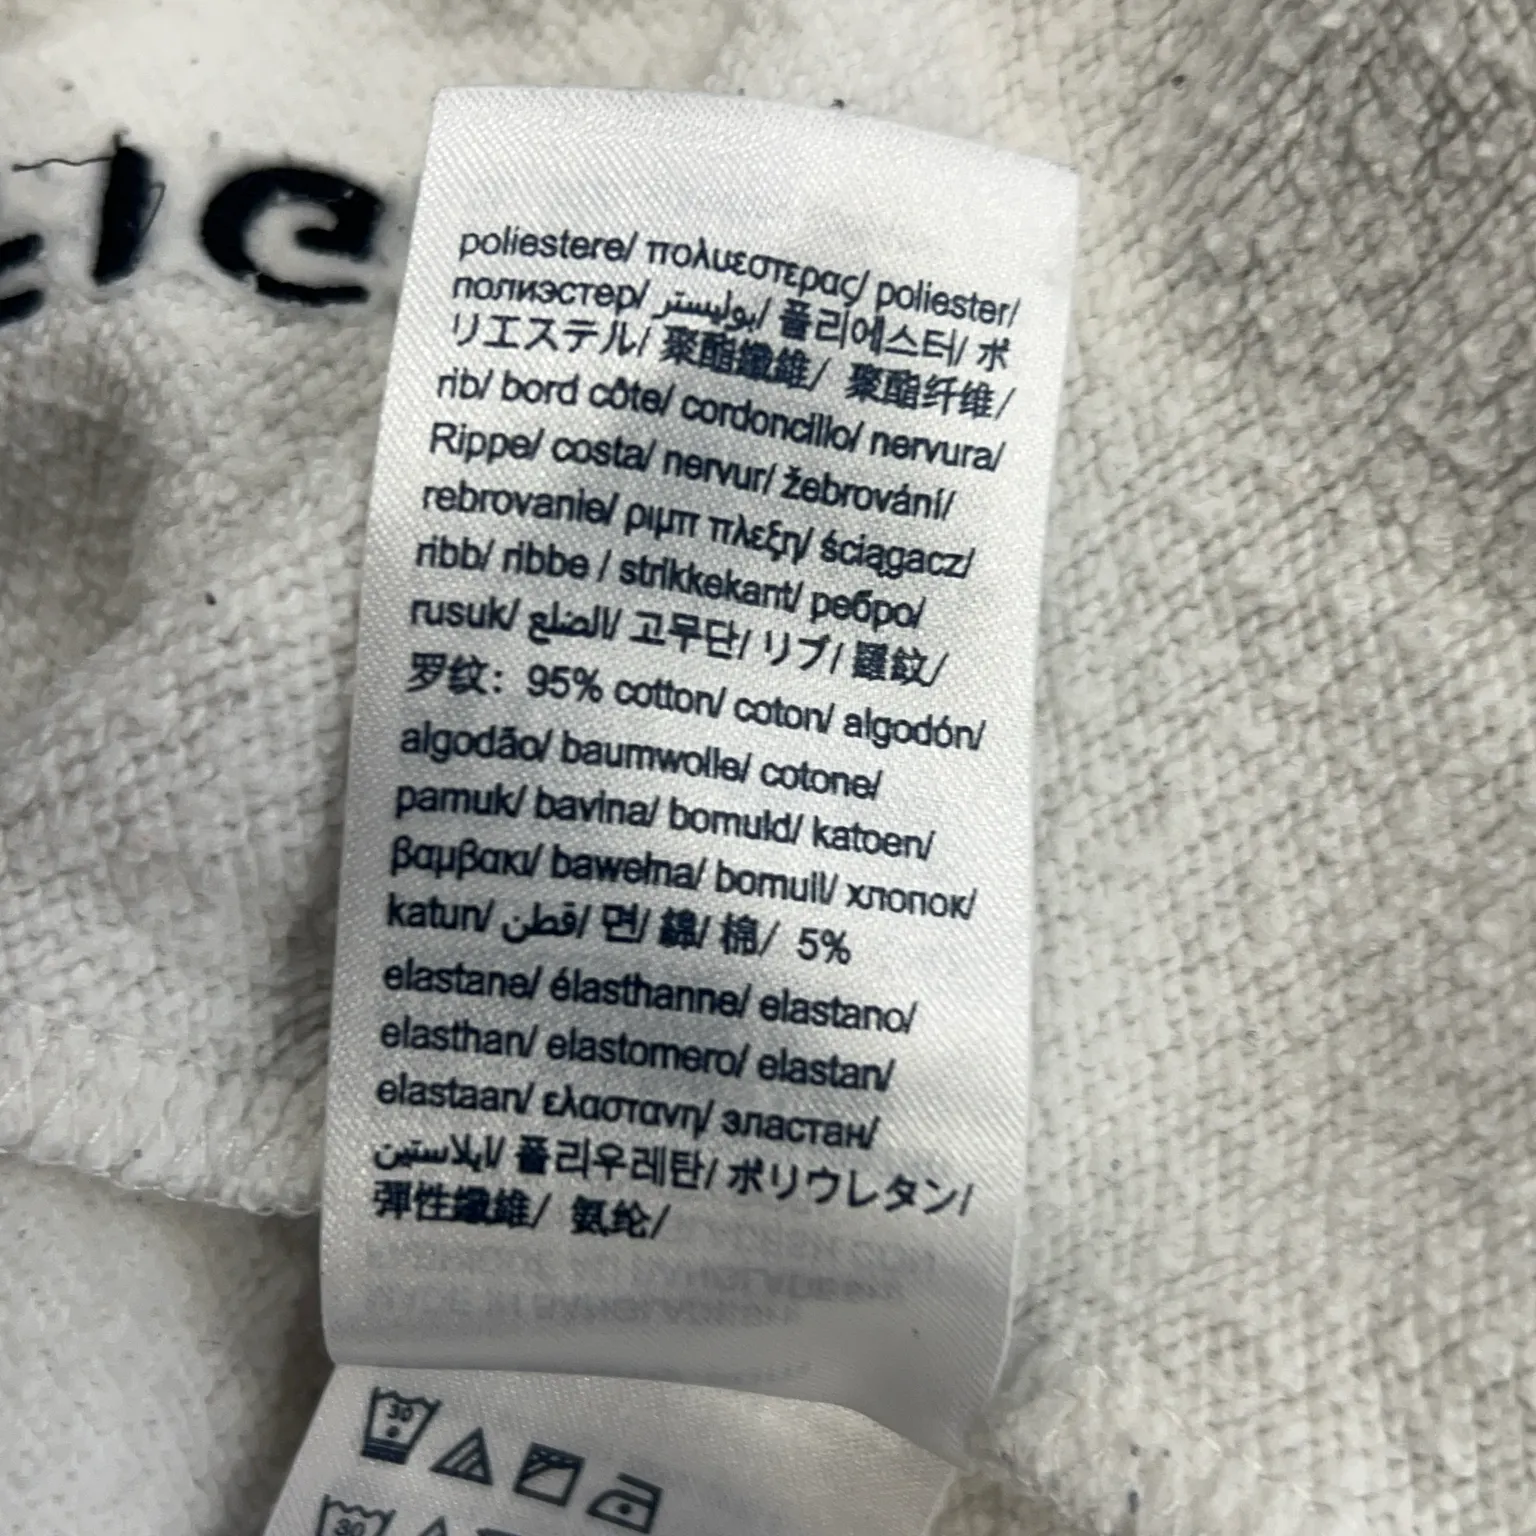 poliestere/ πολυεστερας/ poliester/
полиэстер/ بوليستر/ 폴리에스터/ ポ
リエステル/ 聚酯纖維/ 聚酯纤维/
rib/ bord côte/ cordoncillo/ nervura/
Rippe/ costa/ nervur/ žebrování/
rebrovanie/ ριμπ πλεξη/ ściągacz/
ribb/ ribbe / strikkekant/ ребро/
rusuk/ الضلع/ 고무단/ リブ/ 羅紋/
罗纹: 95% cotton/ coton/ algodón/
algodão/ baumwolle/ cotone/
pamuk/ bavlna/ bomuld/ katoen/
βαμβακι/ bawełna/ bomull/ хлопок/
katun/ قطن/ 면/ 綿/ 棉/ 5%
elastane/ élasthanne/ elastano/
elasthan/ elastomero/ elastan/
elastaan/ ελαστανη/ эластан/
ايلاستين/ 폴리우레탄/ ポリウレタン/
彈性纖維/ 氨纶/
30
30